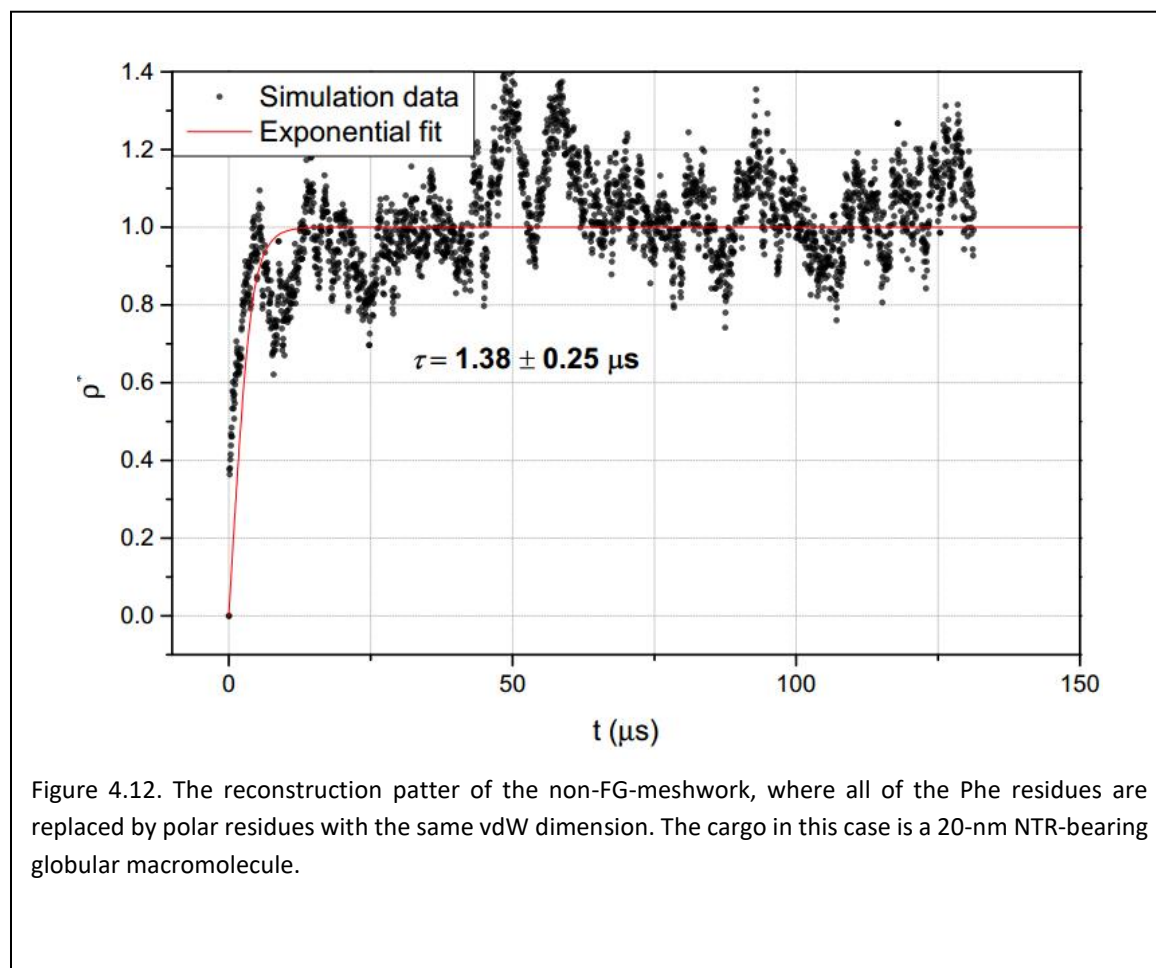 1.4
Simulation data
Exponential fit
1.2
1.0
0.8
τ = 1.38 ± 0.25 μs
0.6
ρ*
0.4
0.2
0.0
0 50 100 150
t (μs)
Figure 4.12. The reconstruction patter of the non-FG-meshwork, where all of the Phe residues are
replaced by polar residues with the same vdW dimension. The cargo in this case is a 20-nm NTR-bearing
globular macromolecule.